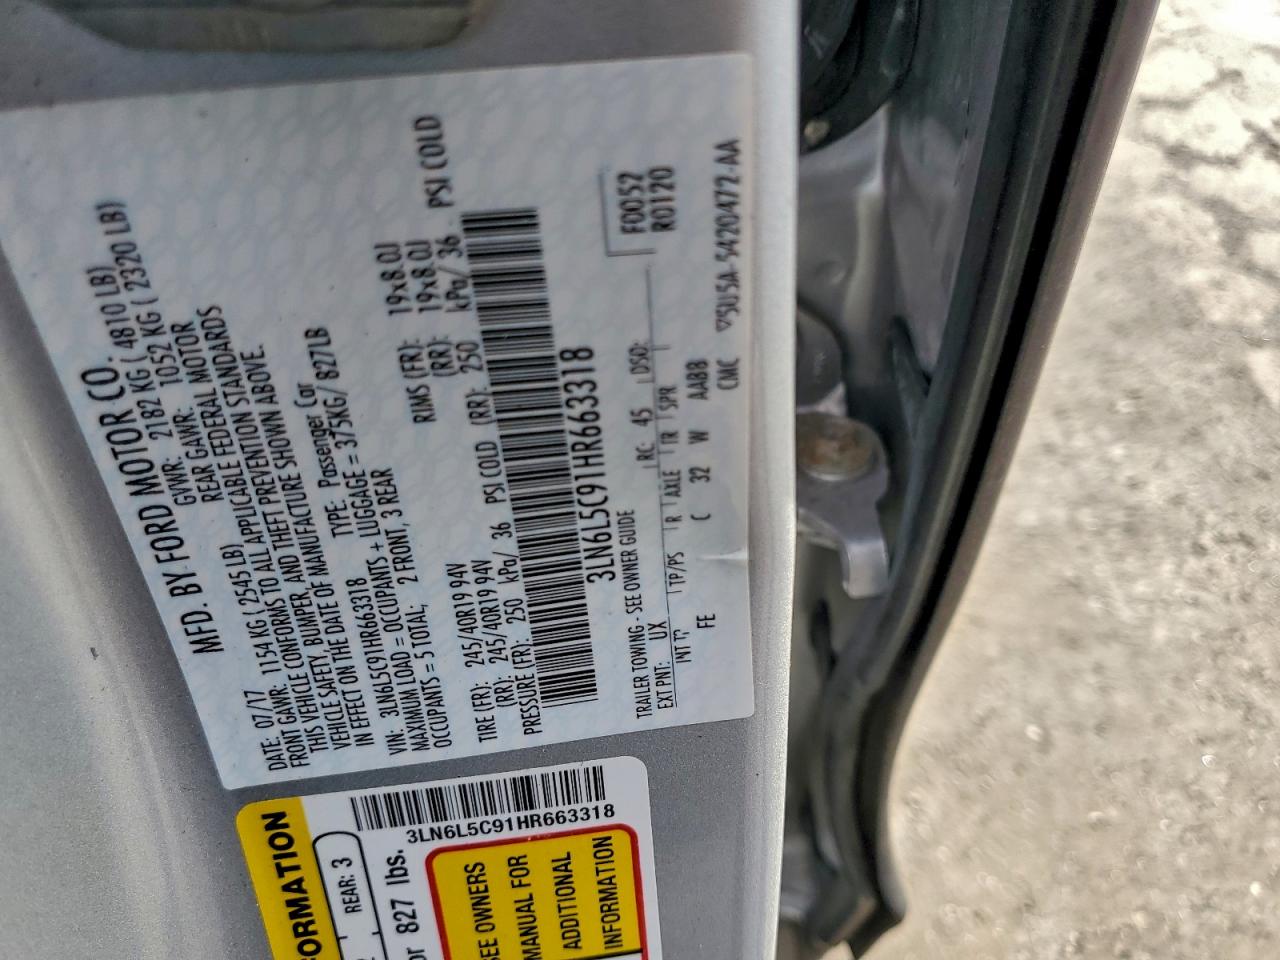 MFD. BY FORD MOTOR CO.
DATE: 07/17 GVWR: 2182 KG ( 4810 LB)
FRONT GAWR: 1154 KG ( 2545 LB) REAR GAWR: 1052 KG ( 2320 LB)
THIS VEHICLE CONFORMS TO ALL APPLICABLE FEDERAL MOTOR
VEHICLE SAFETY, BUMPER, AND THEFT PREVENTION STANDARDS
IN EFFECT ON THE DATE OF MANUFACTURE SHOWN ABOVE.
VIN: 3LN6L5C91HR663318 TYPE: Passenger Car
MAXIMUM LOAD = OCCUPANTS + LUGGAGE = 375KG/ 827LB
OCCUPANTS = 5 TOTAL; 2 FRONT, 3 REAR
TIRE (FR): 245/40R19 94V RIMS (FR): 19x8.0J
(RR): 245/40R19 94V (RR): 19x8.0J
PRESSURE (FR): 250 kPa/ 36 PSI COLD (RR): 250 kPa/ 36 PSI COLD
3LN6L5C91HR663318
TRAILER TOWING - SEE OWNER GUIDE
F0052
R0120
EXT PNT: UX RC: 45 DSO:
INT TP/PS R AXLE TR SPR
FE C 32 W AABB
CMC
5U5A-5420472-AA
3LN6L5C91HR663318
REAR: 3
827 lbs.
SEE OWNERS
MANUAL FOR
ADDITIONAL
INFORMATION